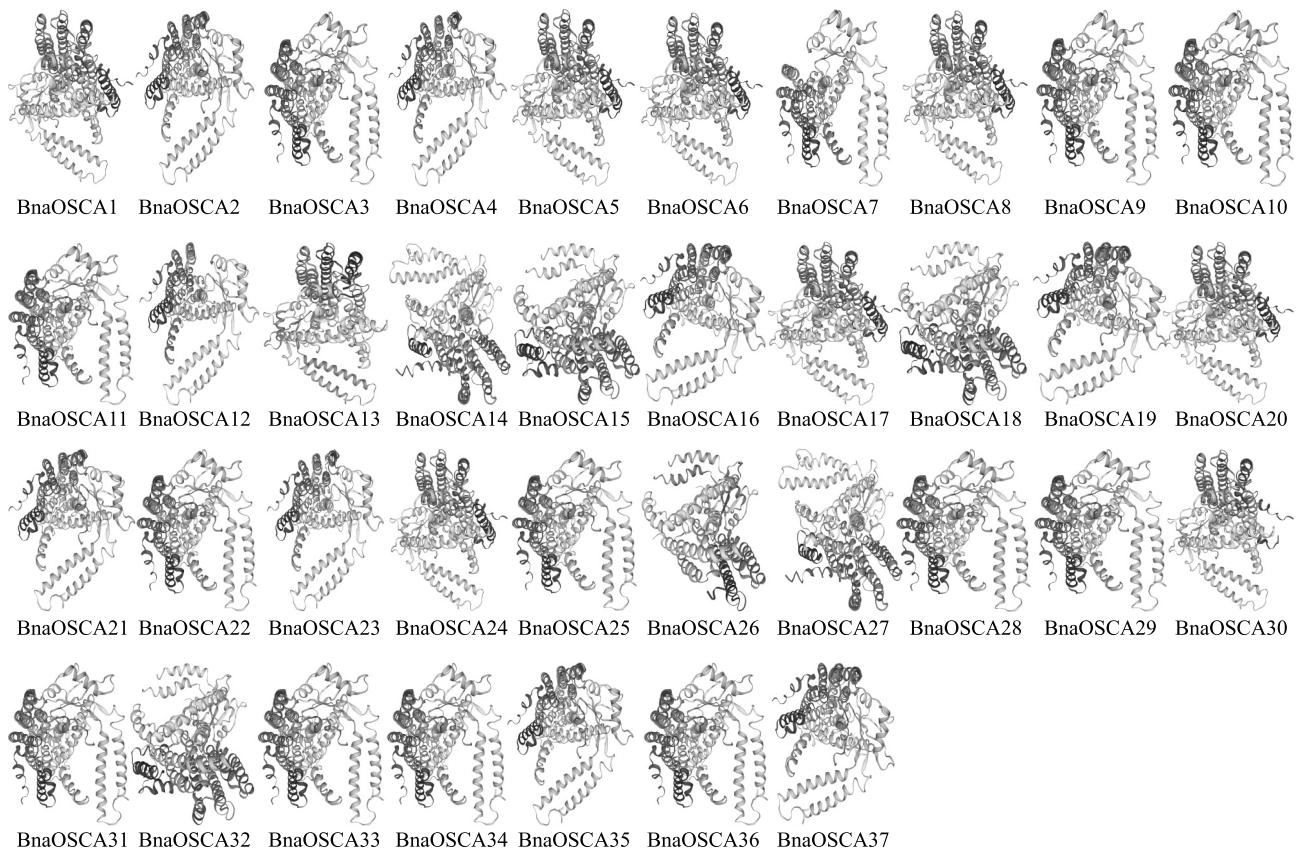 BnaOSCA1 BnaOSCA2 BnaOSCA3 BnaOSCA4 BnaOSCA5 BnaOSCA6 BnaOSCA7 BnaOSCA8 BnaOSCA9 BnaOSCA10
BnaOSCA11 BnaOSCA12 BnaOSCA13 BnaOSCA14 BnaOSCA15 BnaOSCA16 BnaOSCA17 BnaOSCA18 BnaOSCA19 BnaOSCA20
BnaOSCA21 BnaOSCA22 BnaOSCA23 BnaOSCA24 BnaOSCA25 BnaOSCA26 BnaOSCA27 BnaOSCA28 BnaOSCA29 BnaOSCA30
BnaOSCA31 BnaOSCA32 BnaOSCA33 BnaOSCA34 BnaOSCA35 BnaOSCA36 BnaOSCA37